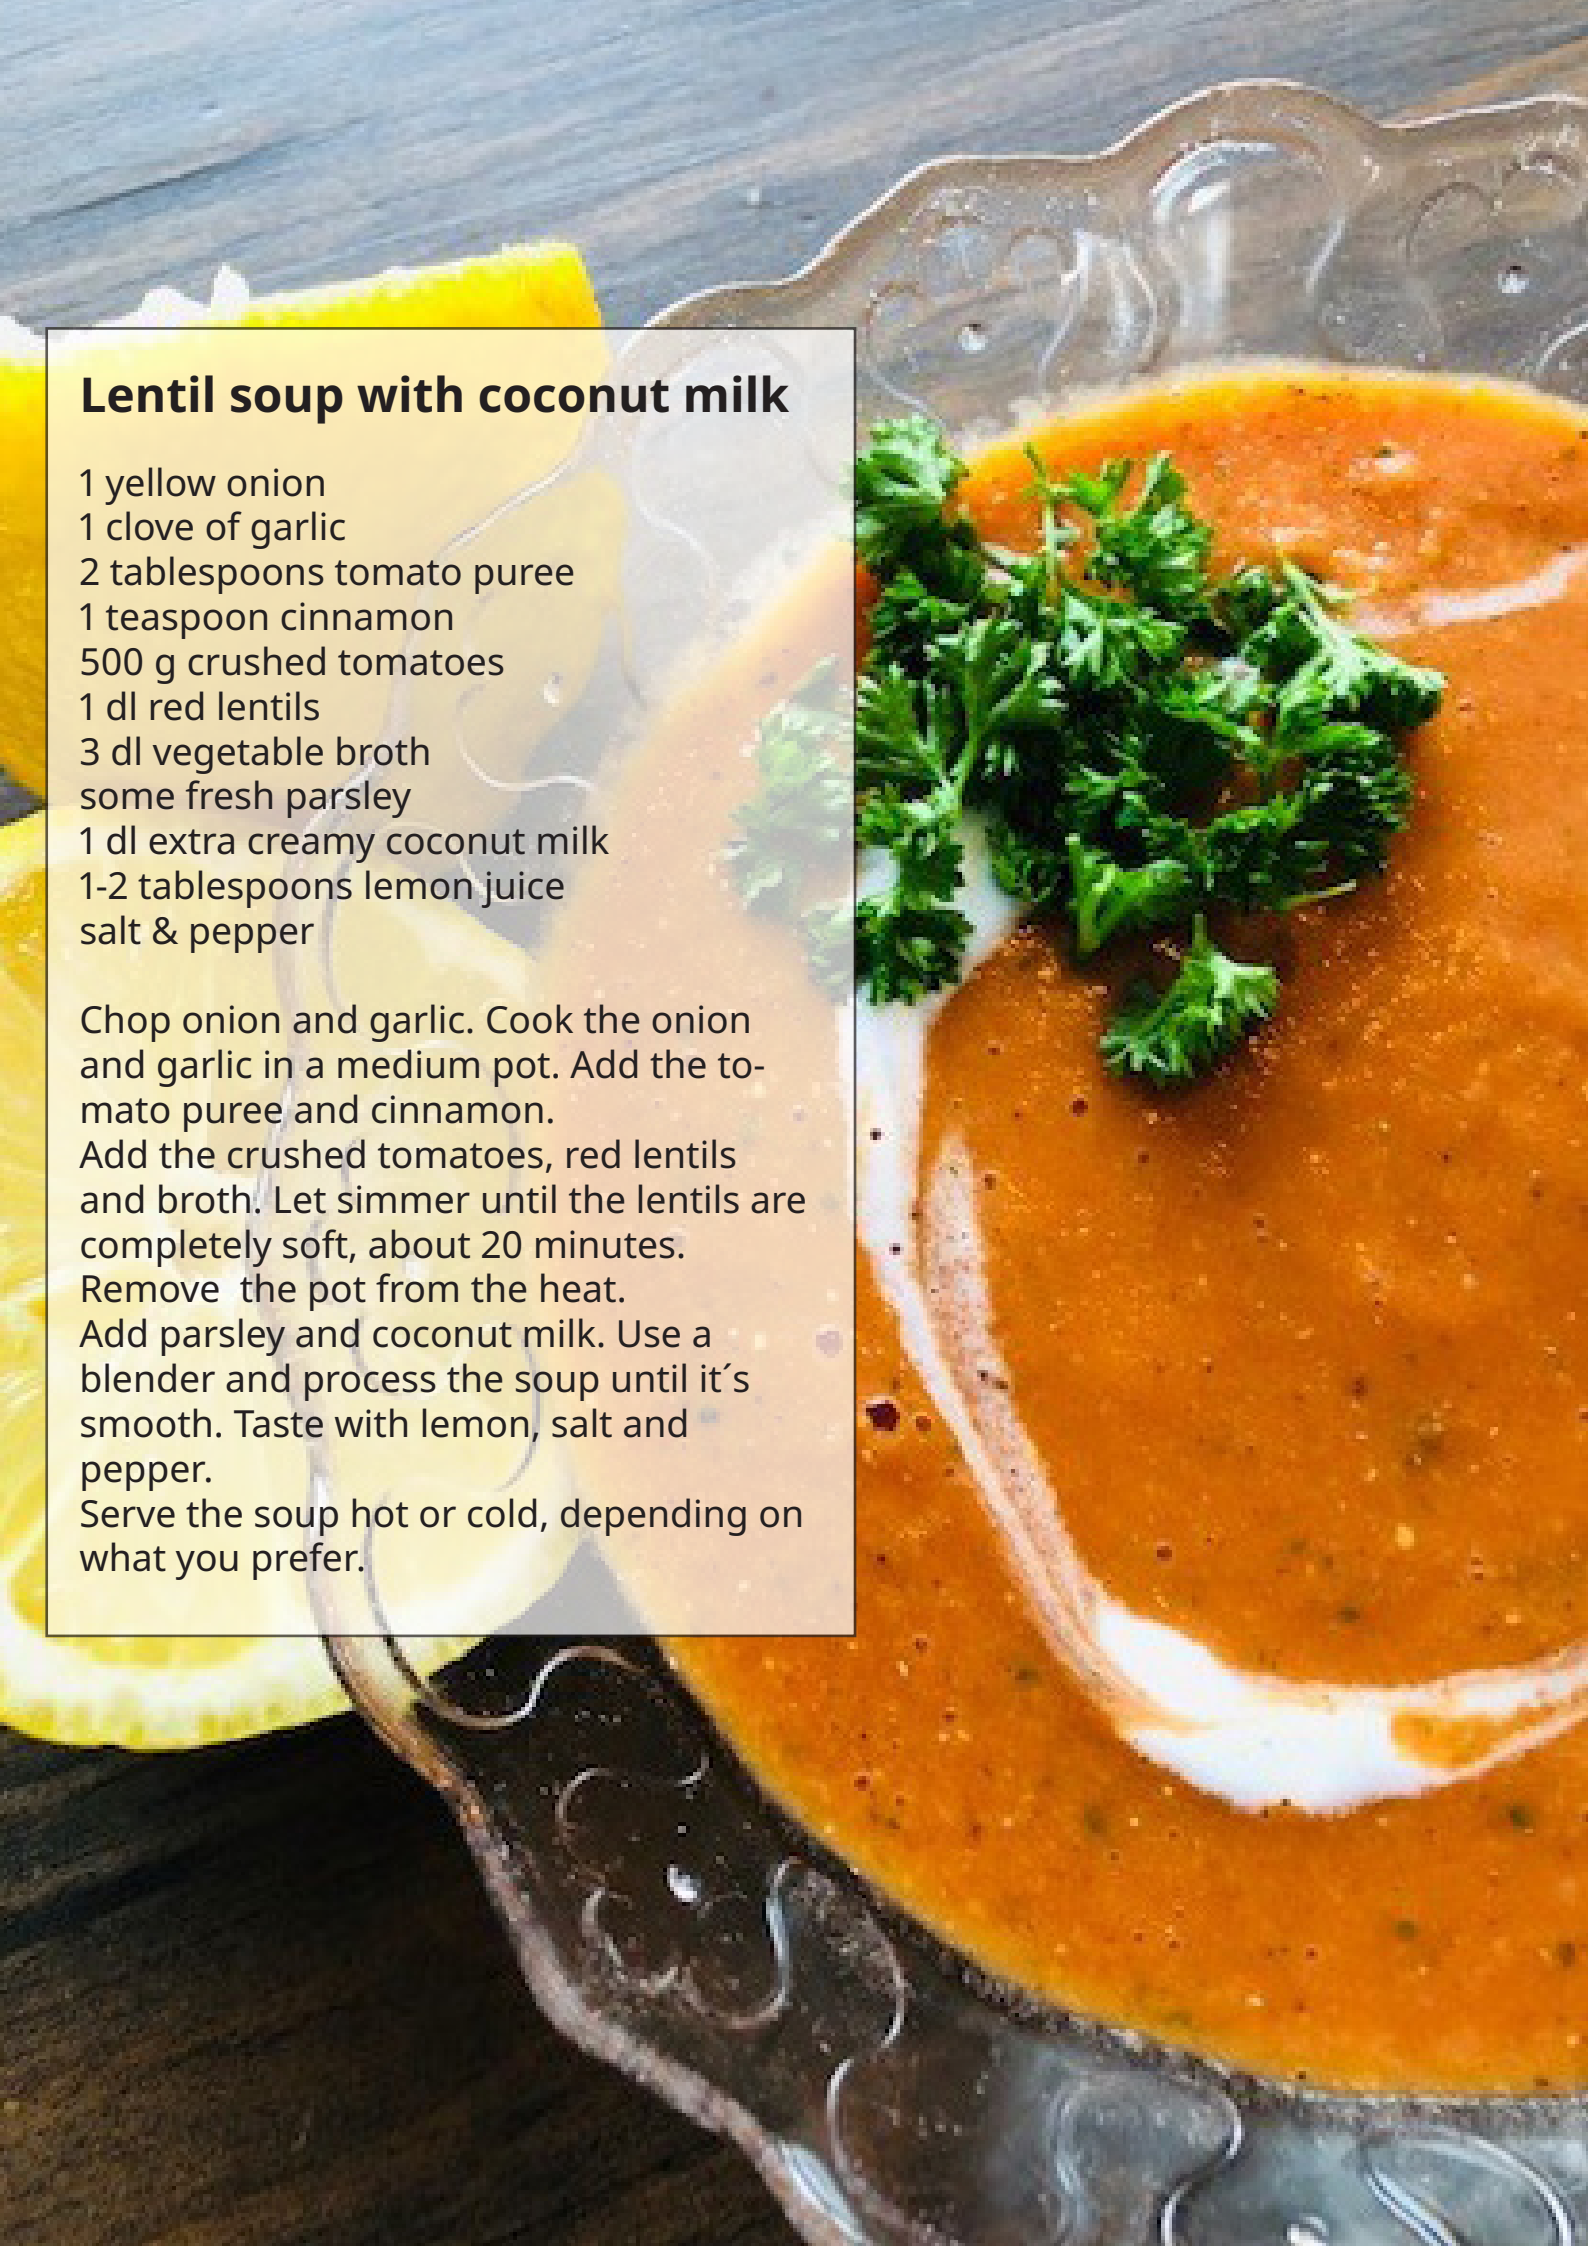 Lentil soup with coconut milk
1 yellow onion
1 clove of garlic
2 tablespoons tomato puree
1 teaspoon cinnamon
500 g crushed tomatoes
1 dl red lentils
3 dl vegetable broth
some fresh parsley
1 dl extra creamy coconut milk
1-2 tablespoons lemon juice
salt & pepper
Chop onion and garlic. Cook the onion
and garlic in a medium pot. Add the to-
mato puree and cinnamon.
Add the crushed tomatoes, red lentils
and broth. Let simmer until the lentils are
completely soft, about 20 minutes.
Remove  the pot from the heat.
Add parsley and coconut milk. Use a
blender and process the soup until it´s
smooth. Taste with lemon, salt and
pepper.
Serve the soup hot or cold, depending on
what you prefer.